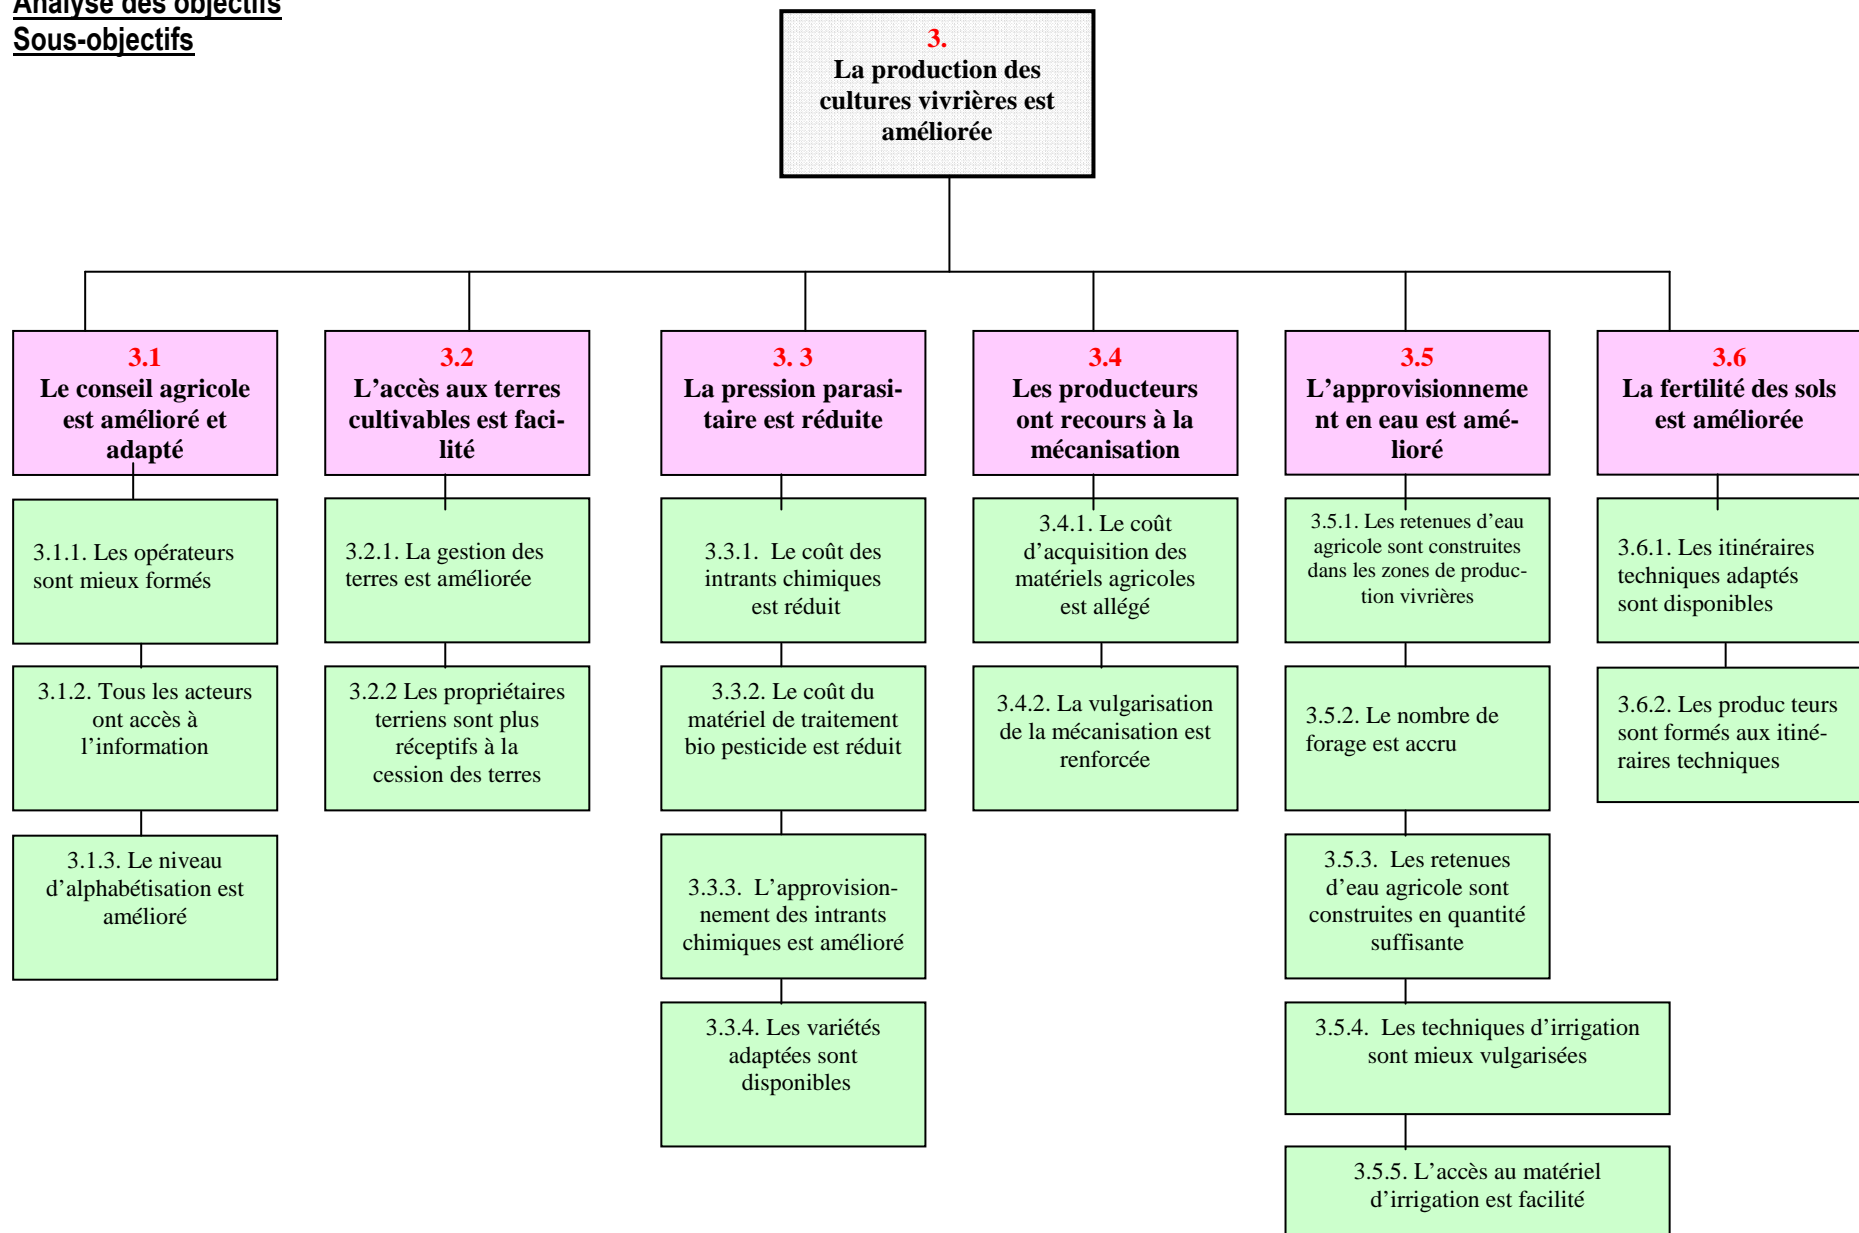 Analyse des objectifs
Sous-objectifs
3.
La production des
cultures vivrières est
améliorée
3.1
Le conseil agricole
est amélioré et
adapté
3.2
L’accès aux terres
cultivables est faci-
lité
3. 3
La pression parasi-
taire est réduite
3.4
Les producteurs
ont recours à la
mécanisation
3.5
L’approvisionneme
nt en eau est amé-
lioré
3.6
La fertilité des sols
est améliorée
3.1.1. Les opérateurs
sont mieux formés
3.2.1. La gestion des
terres est améliorée
3.3.1.  Le coût des
intrants chimiques
est réduit
3.4.1. Le coût
d’acquisition des
matériels agricoles
est allégé
3.5.1. Les retenues d’eau
agricole sont construites
dans les zones de produc-
tion vivrières
3.6.1. Les itinéraires
techniques adaptés
sont disponibles
3.1.2. Tous les acteurs
ont accès à
l’information
3.2.2 Les propriétaires
terriens sont plus
réceptifs à la
cession des terres
3.3.2. Le coût du
matériel de traitement
bio pesticide est réduit
3.4.2. La vulgarisation
de la mécanisation est
renforcée
3.5.2. Le nombre de
forage est accru
3.6.2. Les produc teurs
sont formés aux itiné-
raires techniques
3.1.3. Le niveau
d’alphabétisation est
amélioré
3.3.3.  L’approvision-
nement des intrants
chimiques est amélioré
3.5.3.  Les retenues
d’eau agricole sont
construites en quantité
suffisante
3.3.4. Les variétés
adaptées sont
disponibles
3.5.4.  Les techniques d’irrigation
sont mieux vulgarisées
3.5.5. L’accès au matériel
d’irrigation est facilité